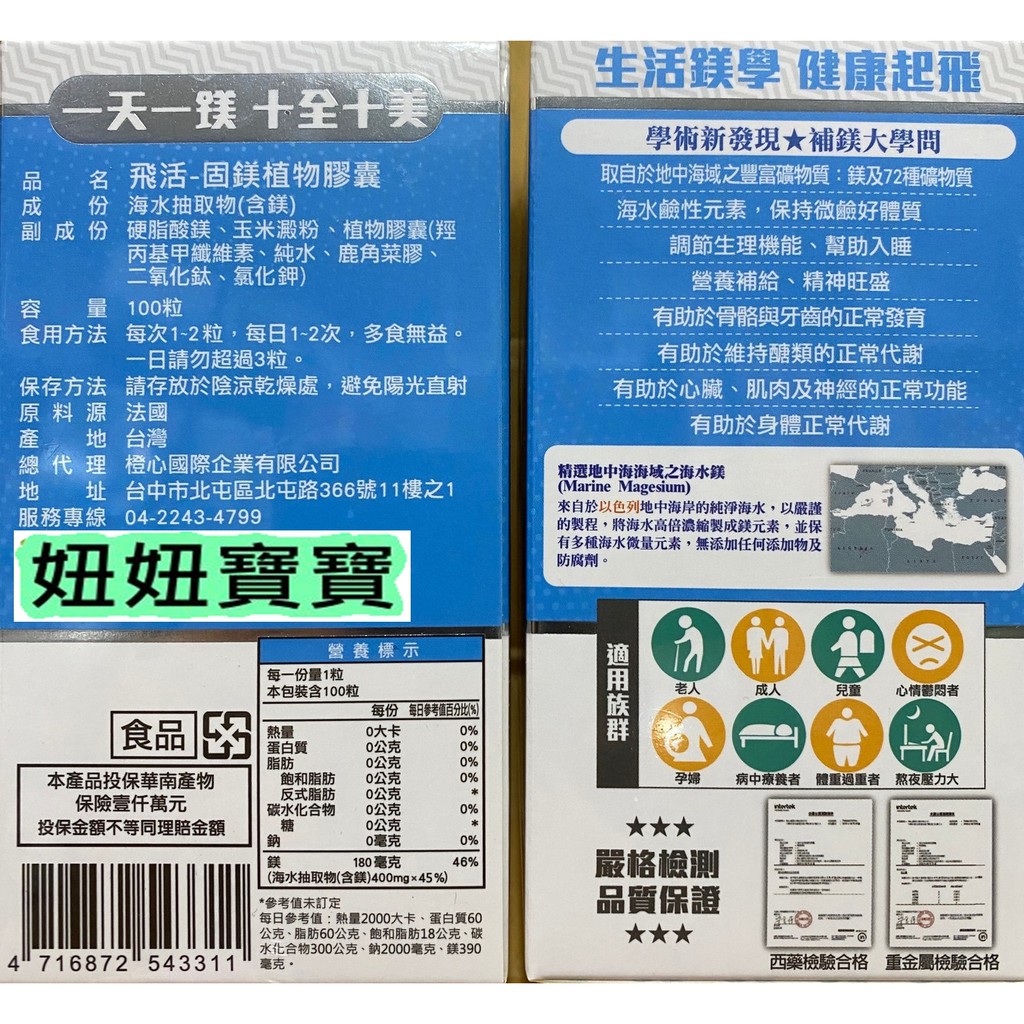 一天一鎂 十全十美
品名 飛活-固鎂植物膠囊
成份 海水抽取物(含鎂)
副成份 硬脂酸鎂、玉米澱粉、植物膠囊(羥
丙基甲纖維素、純水、鹿角菜膠、
二氧化鈦、氯化鉀)
容量 100粒
食用方法 每次1~2粒，每日1~2次，多食無益。
一日請勿超過3粒。
保存方法 請存放於陰涼乾燥處，避免陽光直射
原料源 法國
產地 台灣
總代理 橙心國際企業有限公司
地址 台中市北屯區北屯路366號11樓之1
服務專線 04-2243-4799
妞妞寶寶
食品
本產品投保華南產物
保險壹仟萬元
投保金額不等同理賠金額
4 716872 543311
營養標示
每一份量1粒
本包裝含100粒
每份 每日參考值百分比(%)
熱量 0大卡 0%
蛋白質 0公克 0%
脂肪 0公克 0%
飽和脂肪 0公克 0%
反式脂肪 0公克 *
碳水化合物 0公克 0%
糖 0公克 *
鈉 0毫克 0%
鎂 180毫克 46%
(海水抽取物(含鎂)400mg×45%)
*參考值未訂定
每日參考值：熱量2000大卡、蛋白質60
公克、脂肪60公克、飽和脂肪18公克、碳
水化合物300公克、鈉2000毫克、鎂390
毫克。
生活鎂學 健康起飛
學術新發現★補鎂大學問
取自於地中海域之豐富礦物質：鎂及72種礦物質
海水鹼性元素，保持微鹼好體質
調節生理機能、幫助入睡
營養補給、精神旺盛
有助於骨骼與牙齒的正常發育
有助於維持醣類的正常代謝
有助於心臟、肌肉及神經的正常功能
有助於身體正常代謝
精選地中海海域之海水鎂
(Marine Magesium)
來自於以色列地中海岸的純淨海水，以嚴謹
的製程，將海水高倍濃縮製成鎂元素，並保
有多種海水微量元素，無添加任何添加物及
防腐劑。
適用族群
老人 成人 兒童 心情鬱悶者
孕婦 病中療養者 體重過重者 熬夜壓力大
★★★
嚴格檢測
品質保證
★★★
intertek
intertek
西藥檢驗合格 重金屬檢驗合格